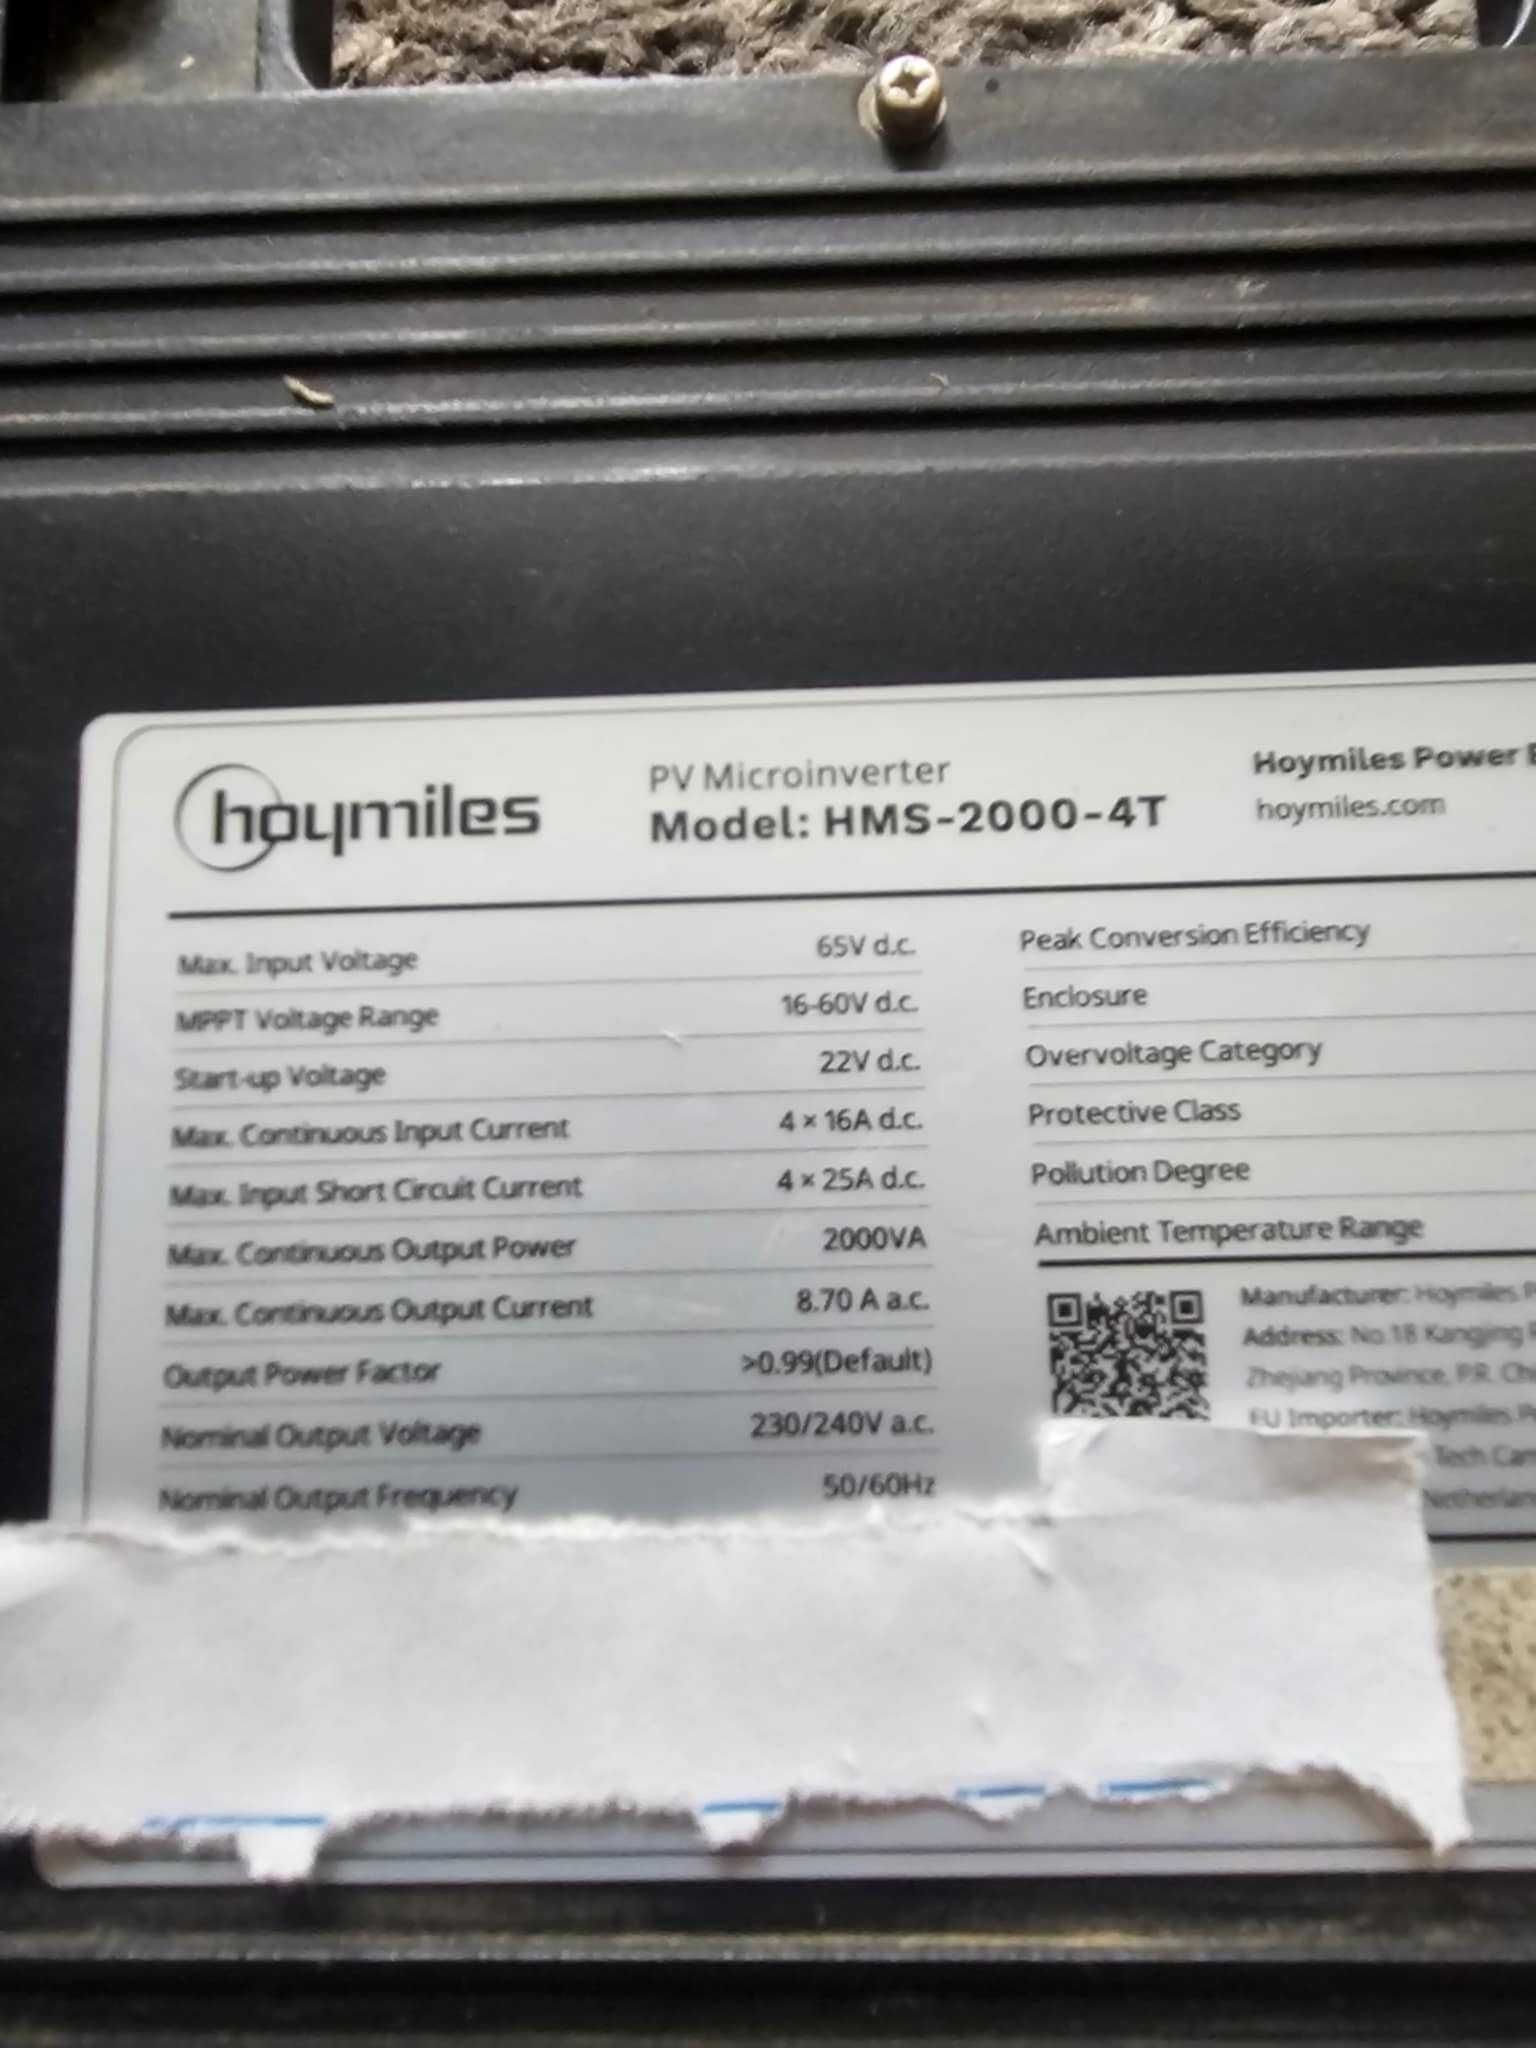 hoymiles
PV Microinverter
Model: HMS-2000-4T
Hoymiles Power
hoymiles.com
Max. Input Voltage 65V d.c.
MPPT Voltage Range 16-60V d.c.
Start-up Voltage 22V d.c.
Max. Continuous Input Current 4 × 16A d.c.
Max. Input Short Circuit Current 4 × 25A d.c.
Max. Continuous Output Power 2000VA
Max. Continuous Output Current 8.70 A a.c.
Output Power Factor >0.99(Default)
Nominal Output Voltage 230/240V a.c.
Nominal Output Frequency 50/60Hz
Peak Conversion Efficiency
Enclosure
Overvoltage Category
Protective Class
Pollution Degree
Ambient Temperature Range
Manufacturer: Hoymiles
Address: No.18 Kangjing
Zhejiang Province, P.R.
EU Importer: Hoymiles
Tech